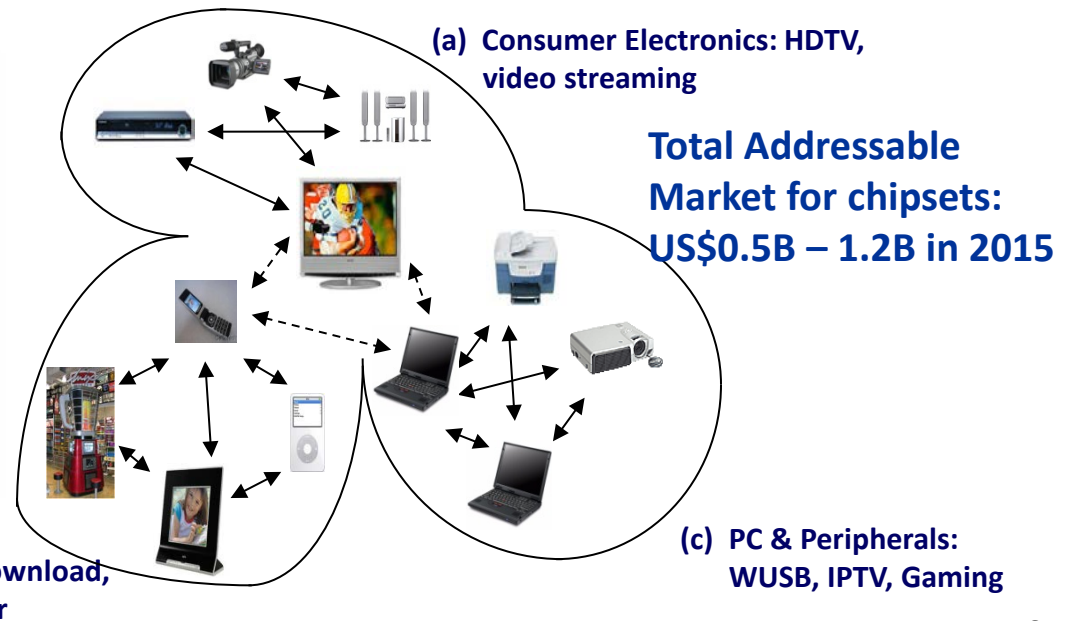 (a) Consumer Electronics: HDTV,
video streaming
Total Addressable
Market for chipsets:
US$0.5B – 1.2B in 2015
(c) PC & Peripherals:
WUSB, IPTV, Gaming